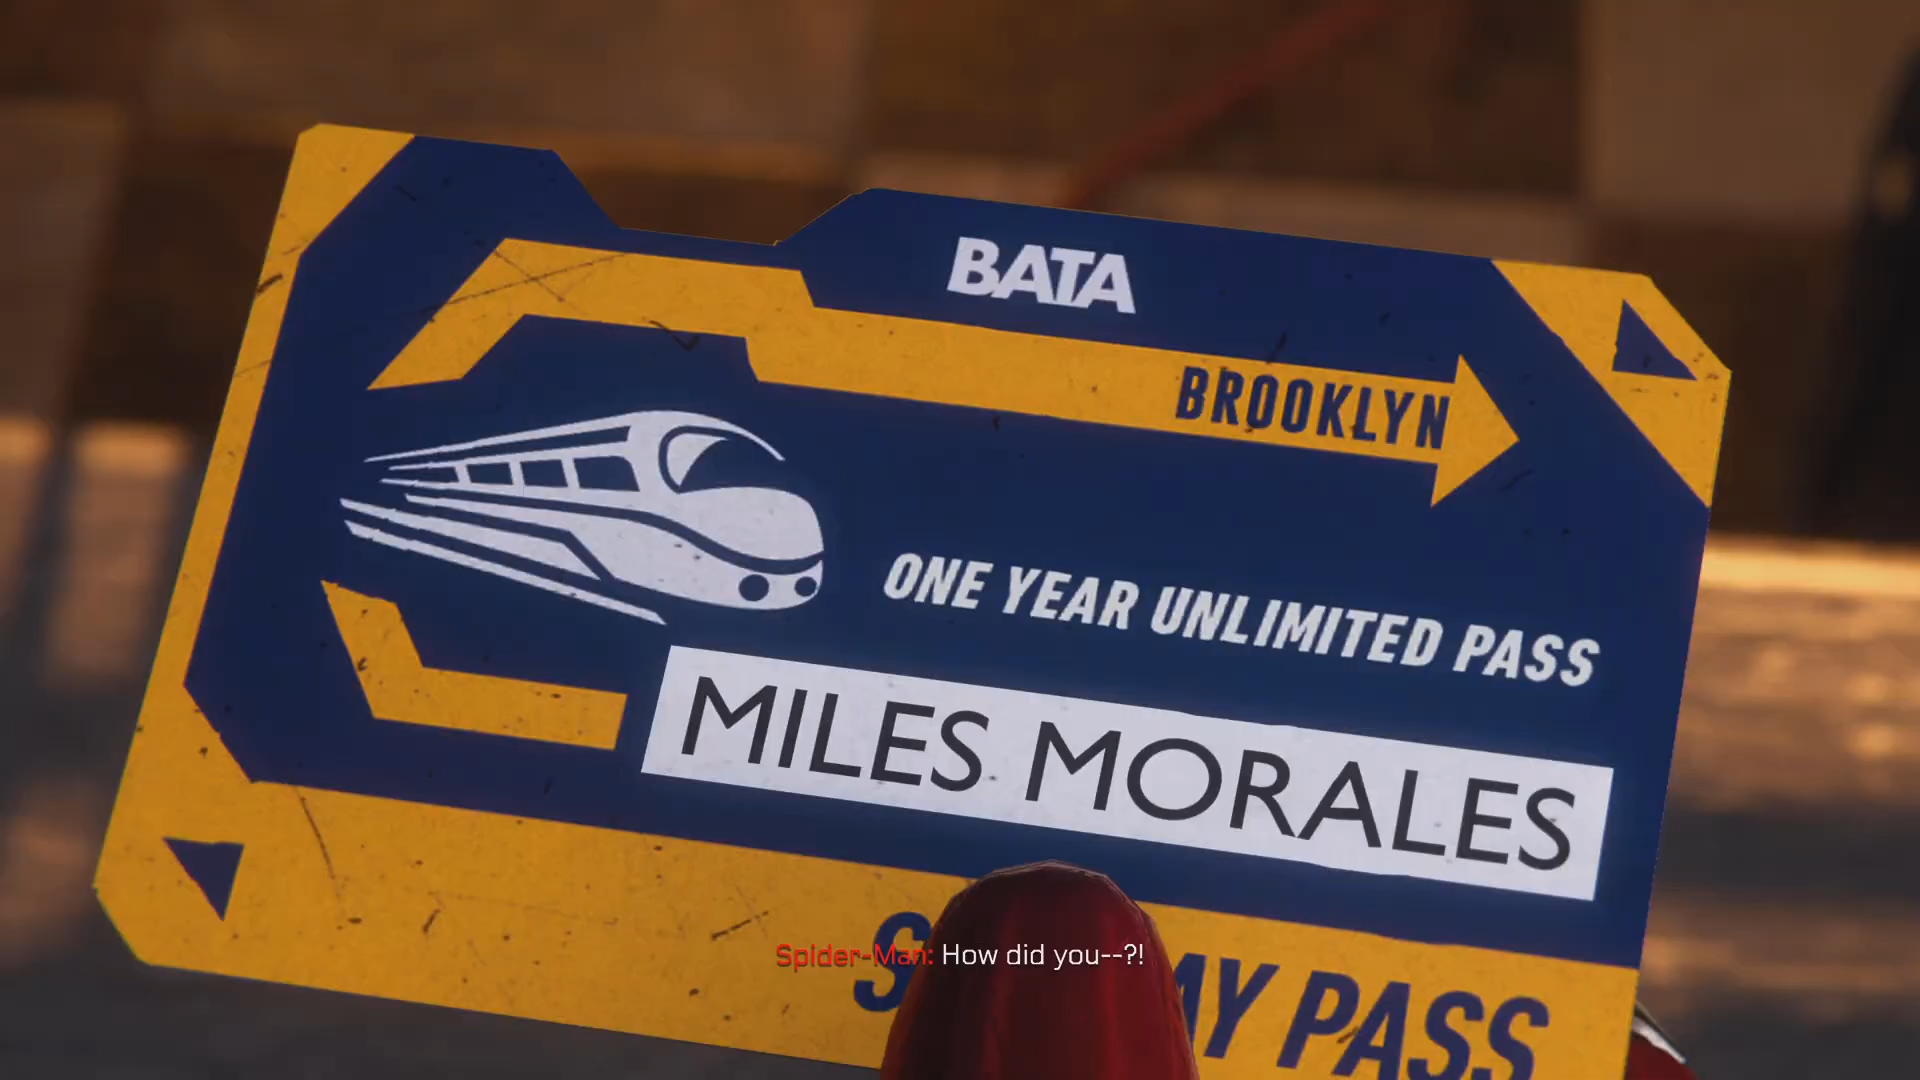 BATA
BROOKLYN
ONE YEAR UNLIMITED PASS
MILES MORALES
PASS
Spider-Man: How did you--?!